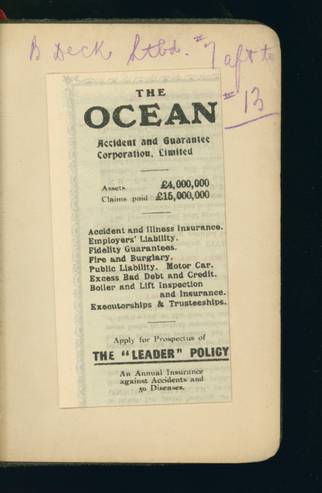 B Deck Stbd. #7 aft to
#13
THE
OCEAN
Accident and Guarantee
Corporation, Limited
Assets £4,000,000
Claims paid £15,000,000
Accident and Illness Insurance.
Employers' Liability.
Fidelity Guarantees.
Fire and Burglary.
Public Liability. Motor Car.
Excess Bad Debt and Credit.
Boiler and Lift Inspection
and Insurance.
Executorships & Trusteeships.
Apply for Prospectus of
THE "LEADER" POLICY
An Annual Insurance
against Accidents and
50 Diseases.